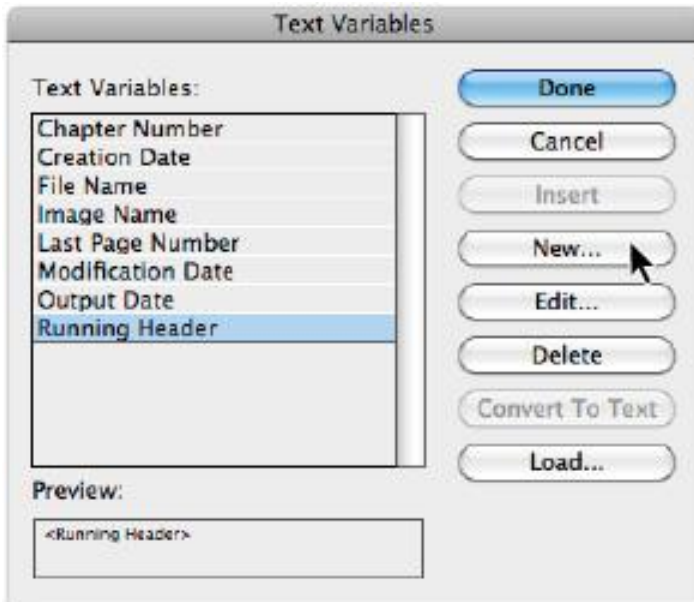 Text Variables
Text Variables:
Chapter Number
Creation Date
File Name
Image Name
Last Page Number
Modification Date
Output Date
Running Header
Preview:
<Running Header>
Done
Cancel
Insert
New...
Edit...
Delete
Convert To Text
Load...